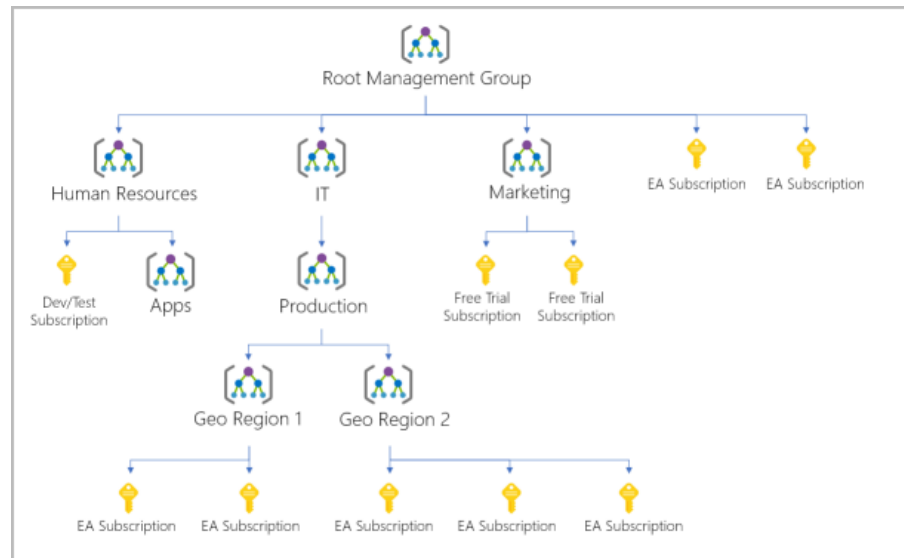 Root Management Group
Human Resources
IT
Marketing
EA Subscription
EA Subscription
Dev/Test
Subscription
Apps
Production
Free Trial
Subscription
Free Trial
Subscription
Geo Region 1
Geo Region 2
EA Subscription
EA Subscription
EA Subscription
EA Subscription
EA Subscription